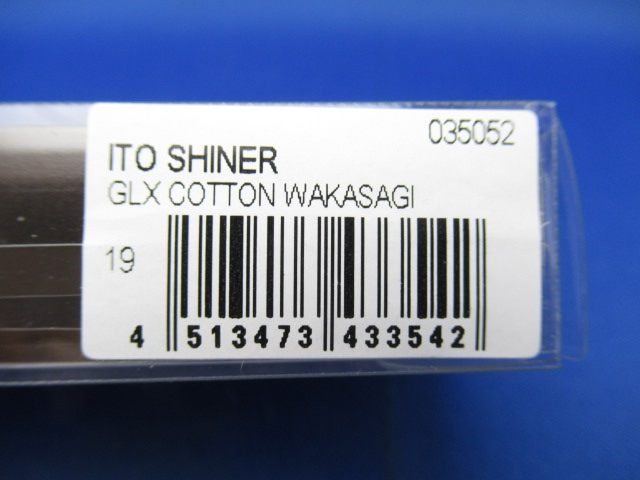 035052
ITO SHINER
GLX COTTON WAKASAGI
19
4 513473 433542